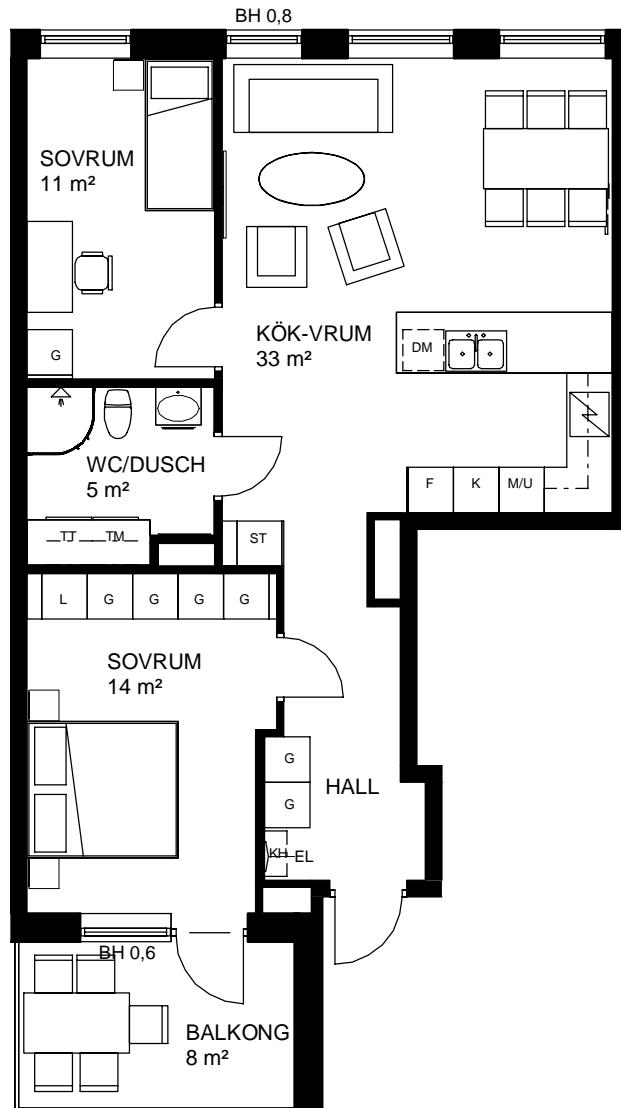 BH 0,8
SOVRUM
11 m²
KÖK-VRUM
33 m²
DM
G
WC/DUSCH
5 m²
F
K
M/U
TJ
TM
ST
L
G
G
G
G
SOVRUM
14 m²
G
G
HALL
KH
EL
BH 0,6
BALKONG
8 m²